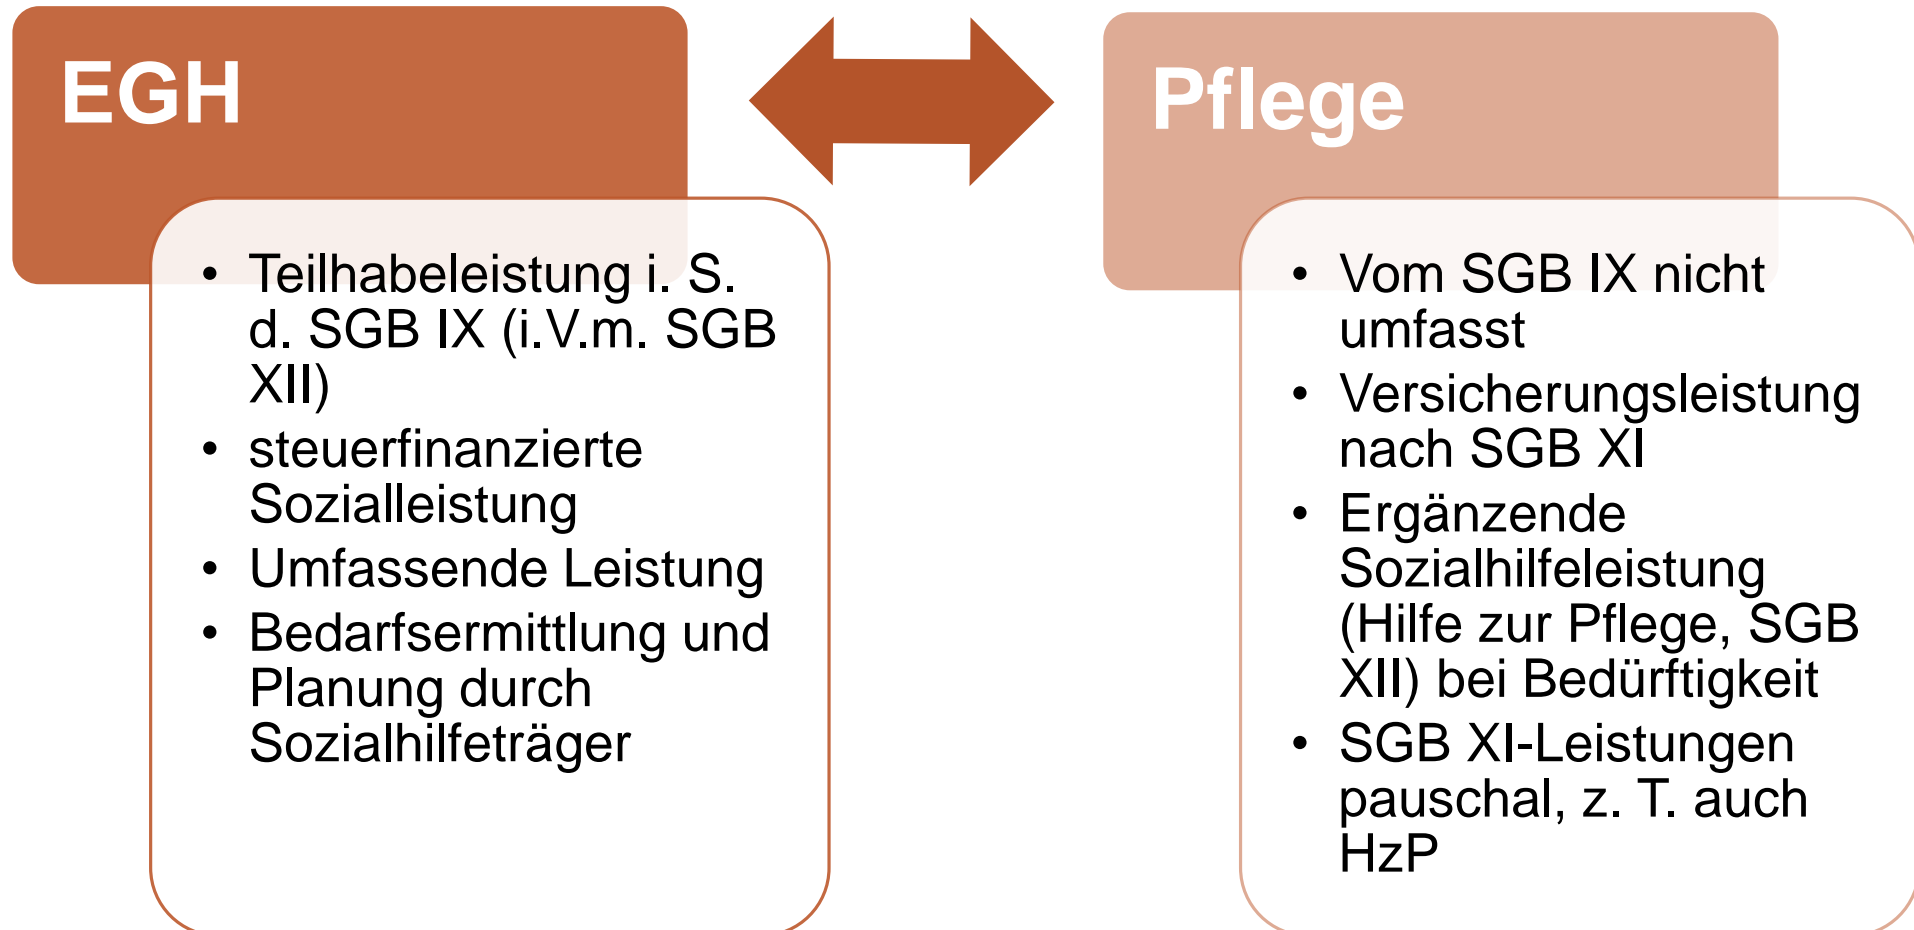 EGH
• Teilhabeleistung i. S.
d. SGB IX (i.V.m. SGB
XII)
• steuerfinanzierte
Sozialleistung
• Umfassende Leistung
• Bedarfsermittlung und
Planung durch
Sozialhilfeträger
Pflege
• Vom SGB IX nicht
umfasst
• Versicherungsleistung
nach SGB XI
• Ergänzende
Sozialhilfeleistung
(Hilfe zur Pflege, SGB
XII) bei Bedürftigkeit
• SGB XI-Leistungen
pauschal, z. T. auch
HzP